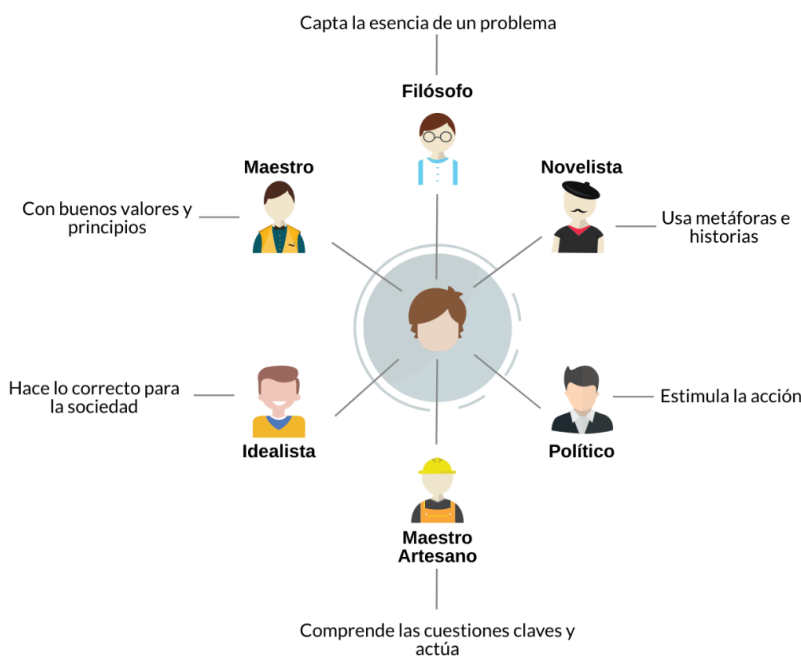 Capta la esencia de un problema
Filósofo
Maestro
Novelista
Con buenos valores y
principios
Usa metáforas e
historias
Hace lo correcto para
la sociedad
Estimula la acción
Idealista
Político
Maestro
Artesano
Comprende las cuestiones claves y
actúa